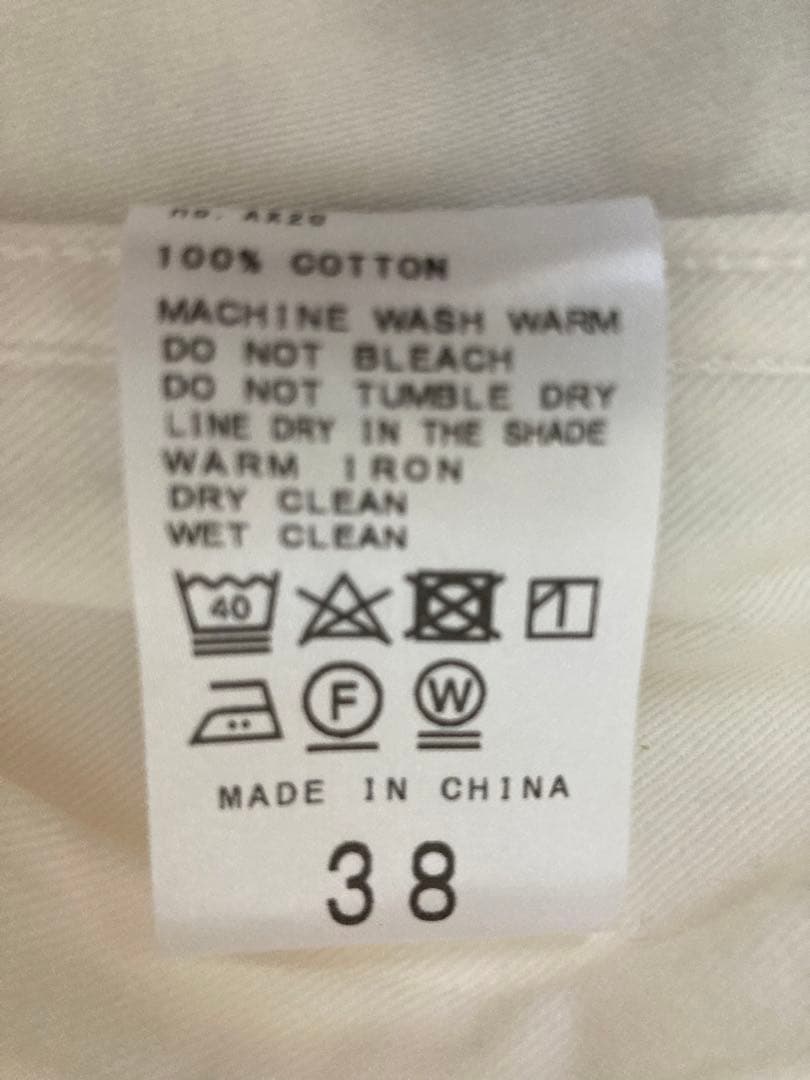 100% COTTON
MACHINE WASH WARM
DO NOT BLEACH
DO NOT TUMBLE DRY
LINE DRY IN THE SHADE
WARM IRON
DRY CLEAN
WET CLEAN
40
F W
MADE IN CHINA
38